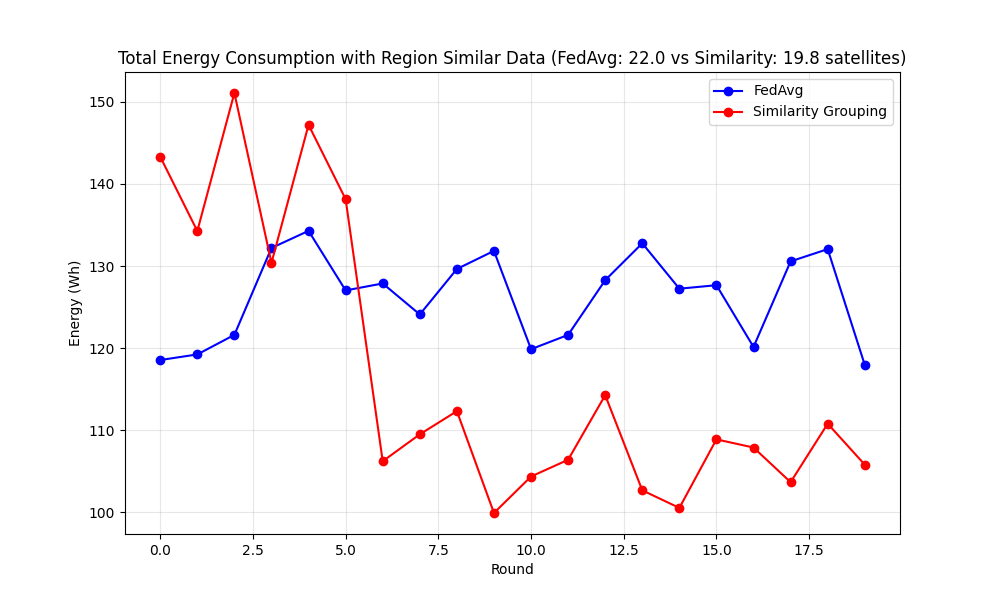 Total Energy Consumption with Region Similar Data (FedAvg: 22.0 vs Similarity: 19.8 satellites)
FedAvg
Similarity Grouping
Energy (Wh)
150
140
130
120
110
100
0.0 2.5 5.0 7.5 10.0 12.5 15.0 17.5
Round